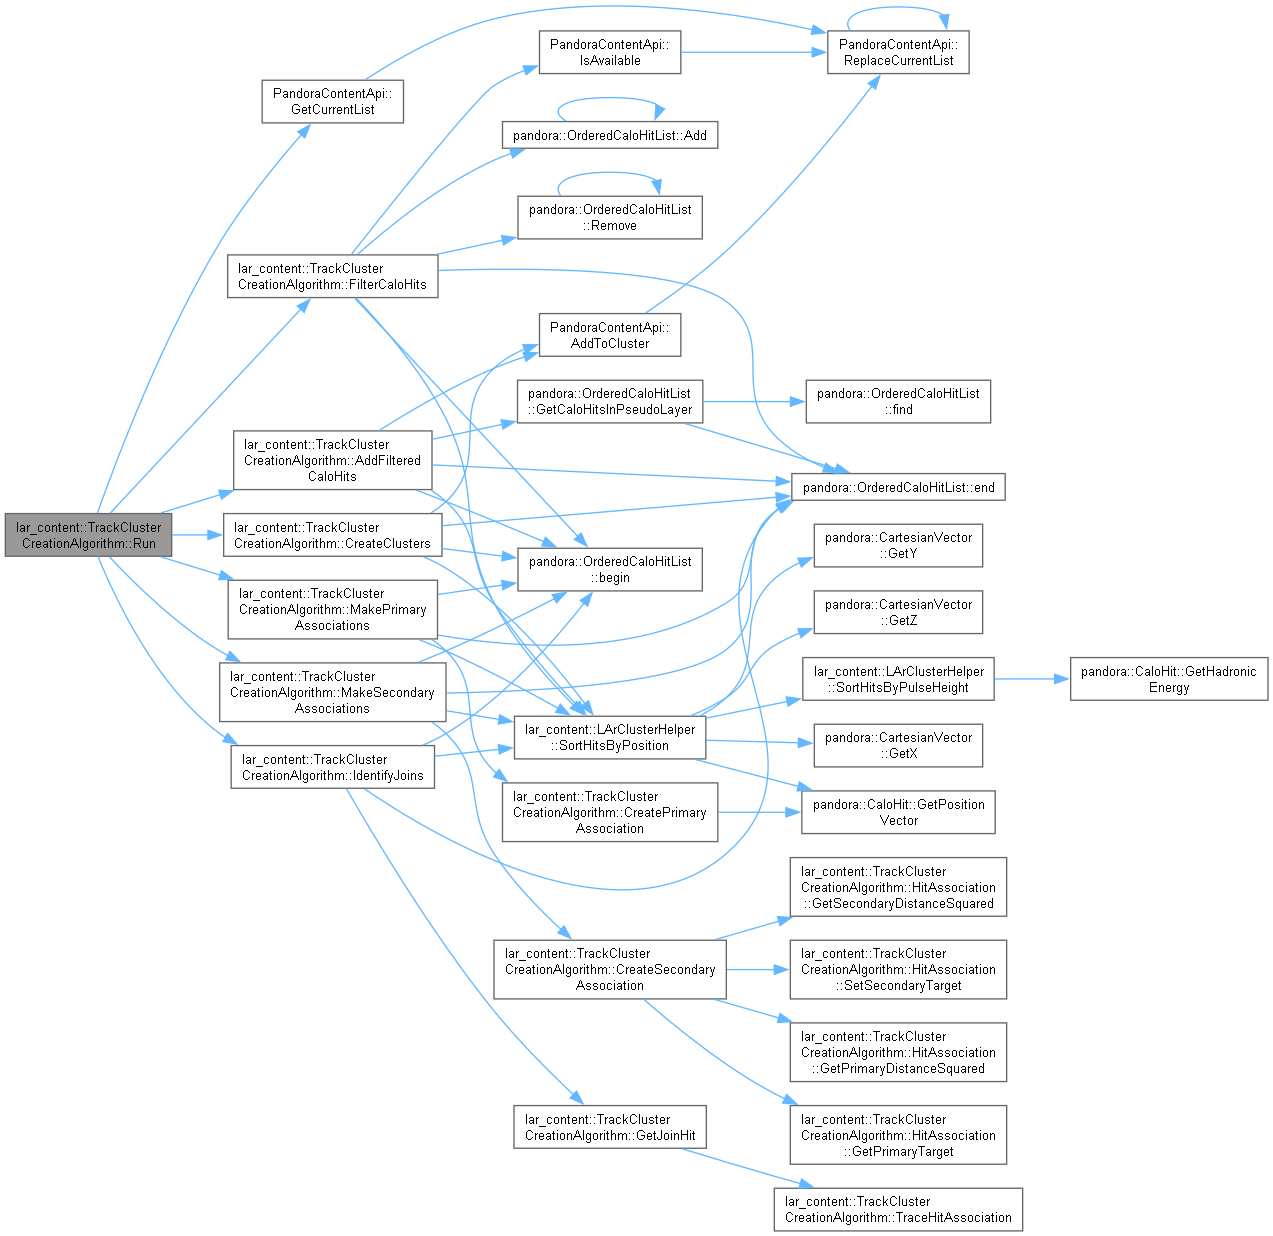 PandoraContentApi::
IsAvailable
PandoraContentApi::
ReplaceCurrentList
PandoraContentApi::
GetCurrentList
pandora::OrderedCaloHitList::Add
pandora::OrderedCaloHitList
::Remove
lar_content::TrackCluster
CreationAlgorithm::FilterCaloHits
PandoraContentApi::
AddToCluster
pandora::OrderedCaloHitList
::GetCaloHitsInPseudoLayer
pandora::OrderedCaloHitList
::find
lar_content::TrackCluster
CreationAlgorithm::AddFiltered
CaloHits
pandora::OrderedCaloHitList::end
lar_content::TrackCluster
CreationAlgorithm::Run
lar_content::TrackCluster
CreationAlgorithm::CreateClusters
pandora::CartesianVector
::GetY
pandora::OrderedCaloHitList
::begin
lar_content::TrackCluster
CreationAlgorithm::MakePrimary
Associations
pandora::CartesianVector
::GetZ
lar_content::TrackCluster
CreationAlgorithm::MakeSecondary
Associations
lar_content::LArClusterHelper
::SortHitsByPulseHeight
pandora::CaloHit::GetHadronic
Energy
lar_content::LArClusterHelper
::SortHitsByPosition
pandora::CartesianVector
::GetX
lar_content::TrackCluster
CreationAlgorithm::IdentifyJoins
lar_content::TrackCluster
CreationAlgorithm::CreatePrimary
Association
pandora::CaloHit::GetPosition
Vector
lar_content::TrackCluster
CreationAlgorithm::HitAssociation
::GetSecondaryDistanceSquared
lar_content::TrackCluster
CreationAlgorithm::CreateSecondary
Association
lar_content::TrackCluster
CreationAlgorithm::HitAssociation
::SetSecondaryTarget
lar_content::TrackCluster
CreationAlgorithm::HitAssociation
::GetPrimaryDistanceSquared
lar_content::TrackCluster
CreationAlgorithm::GetJoinHit
lar_content::TrackCluster
CreationAlgorithm::HitAssociation
::GetPrimaryTarget
lar_content::TrackCluster
CreationAlgorithm::TraceHitAssociation